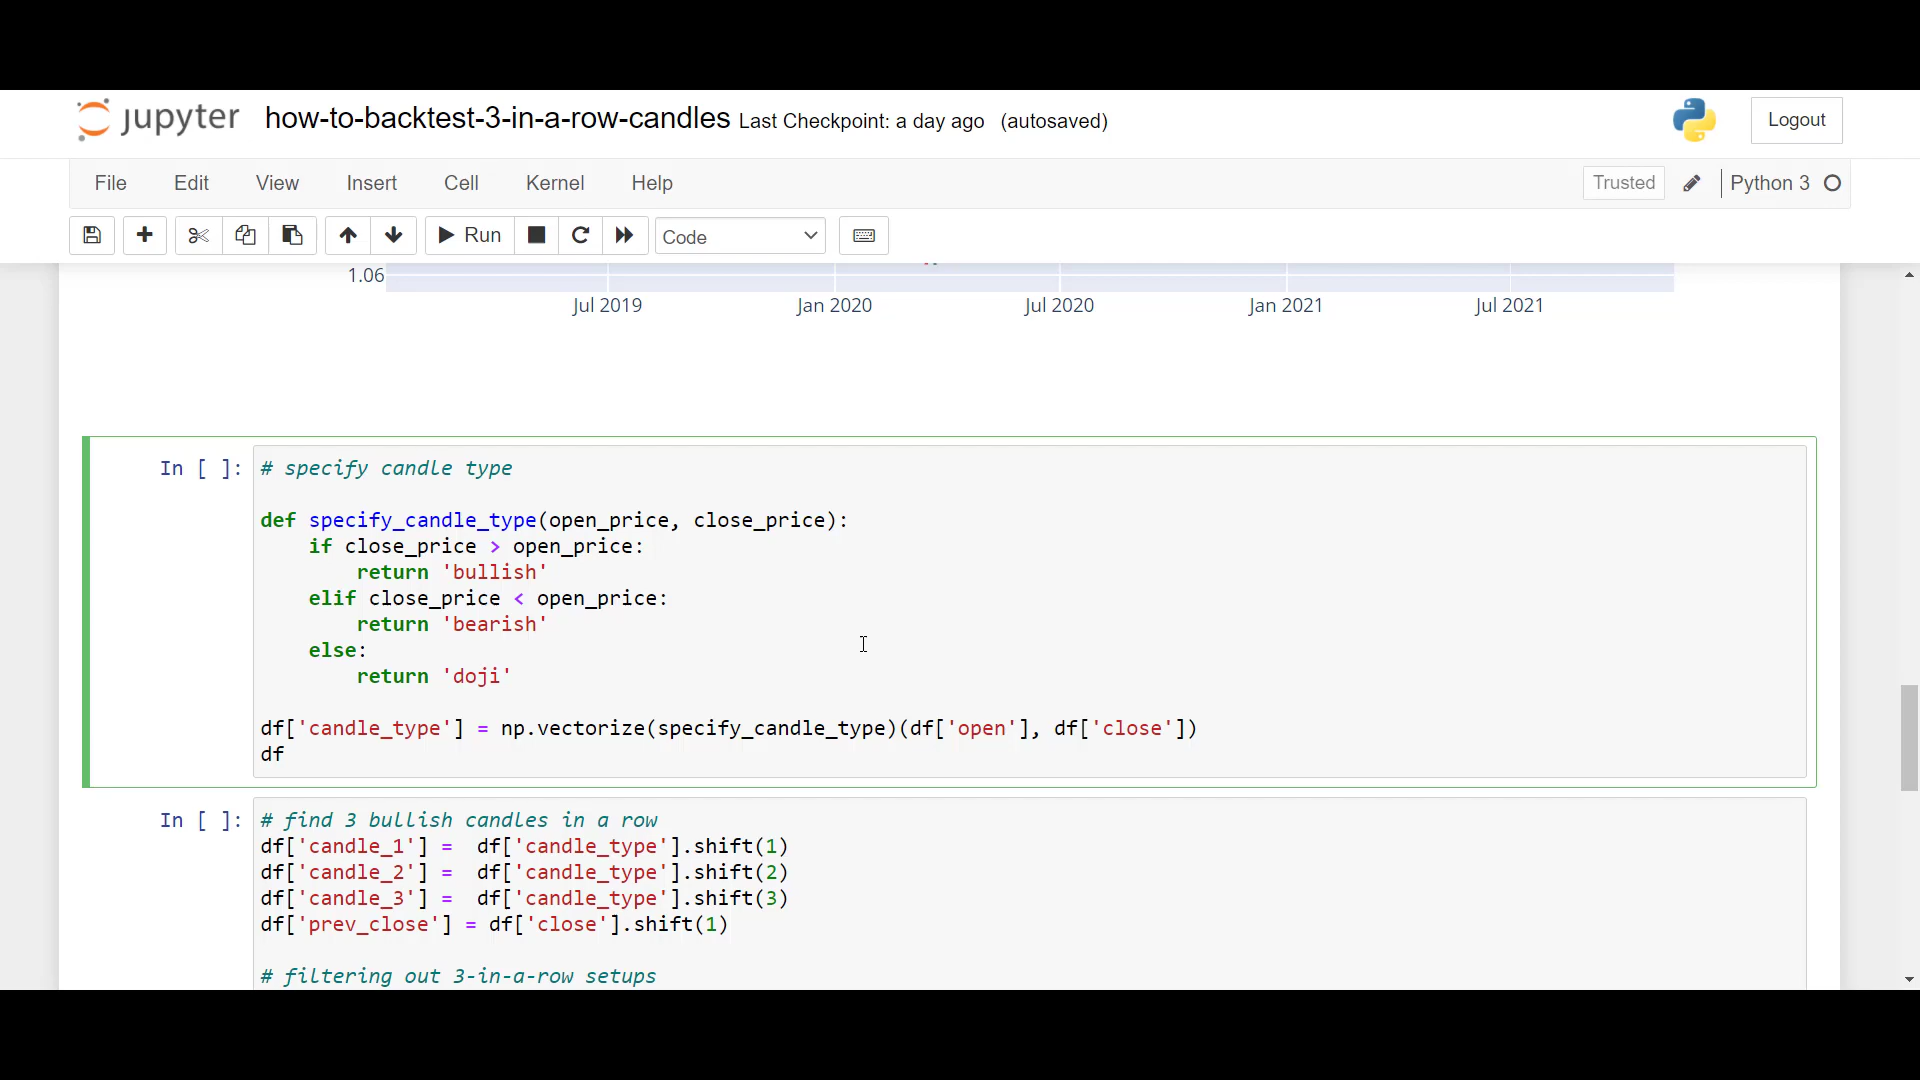 jupyter how-to-backtest-3-in-a-row-candles Last Checkpoint: a day ago (autosaved) Logout
File Edit View Insert Cell Kernel Help Trusted Python 3
Run Code
1.06
Jul 2019 Jan 2020 Jul 2020 Jan 2021 Jul 2021
In [ ]: # specify candle type
def specify_candle_type(open_price, close_price):
    if close_price > open_price:
        return 'bullish'
    elif close_price < open_price:
        return 'bearish'
    else:
        return 'doji'
df['candle_type'] = np.vectorize(specify_candle_type)(df['open'], df['close'])
df
In [ ]: # find 3 bullish candles in a row
df['candle_1'] =  df['candle_type'].shift(1)
df['candle_2'] =  df['candle_type'].shift(2)
df['candle_3'] =  df['candle_type'].shift(3)
df['prev_close'] = df['close'].shift(1)
# filtering out 3-in-a-row setups